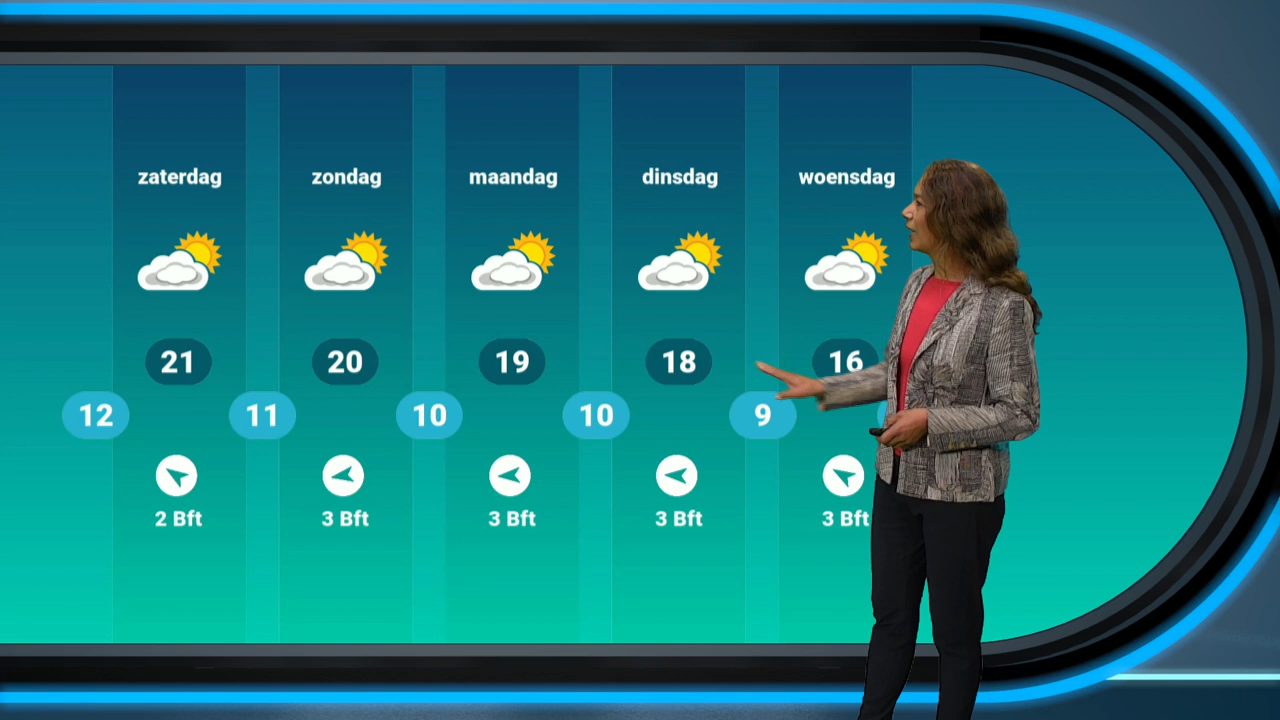 zaterdag zondag maandag dinsdag woensdag
21 20 19 18 16
12 11 10 10 9
2 Bft 3 Bft 3 Bft 3 Bft 3 Bft